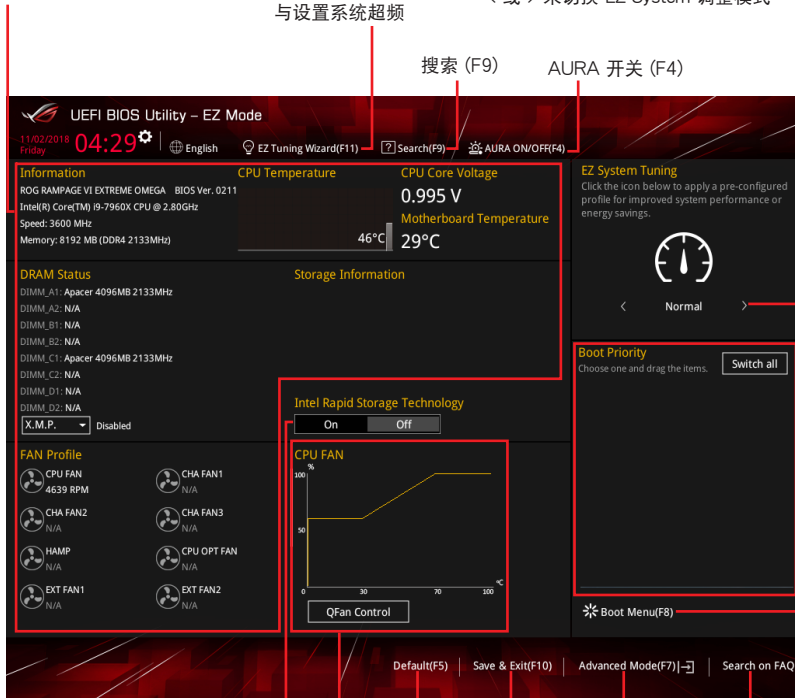 与设置系统超频
搜索 (F9)
AURA 开关 (F4)
UEFI BIOS Utility – EZ Mode
11/02/2018
Friday
04:29
English
EZ Tuning Wizard(F11)
Search(F9)
AURA ON/OFF(F4)
Information
ROG RAMPAGE VI EXTREME OMEGA BIOS Ver. 0211
Intel(R) Core(TM) i9-7960X CPU @ 2.80GHz
Speed: 3600 MHz
Memory: 8192 MB (DDR4 2133MHz)
CPU Temperature
46°C
CPU Core Voltage
0.995 V
Motherboard Temperature
29°C
EZ System Tuning
Click the icon below to apply a pre-configured
profile for improved system performance or
energy savings.
< Normal >
DRAM Status
DIMM_A1: Apacer 4096MB 2133MHz
DIMM_A2: N/A
DIMM_B1: N/A
DIMM_B2: N/A
DIMM_C1: Apacer 4096MB 2133MHz
DIMM_C2: N/A
DIMM_D1: N/A
DIMM_D2: N/A
X.M.P.
Disabled
Storage Information
Intel Rapid Storage Technology
On
Off
Boot Priority
Choose one and drag the items.
Switch all
FAN Profile
CPU FAN
4639 RPM
CHA FAN1
N/A
CHA FAN2
N/A
CHA FAN3
N/A
HAMP
N/A
CPU OPT FAN
N/A
EXT FAN1
N/A
EXT FAN2
N/A
CPU FAN
%
100
50
0
30
70
100
°C
QFan Control
Boot Menu(F8)
Default(F5)
Save & Exit(F10)
Advanced Mode(F7)
Search on FAQ